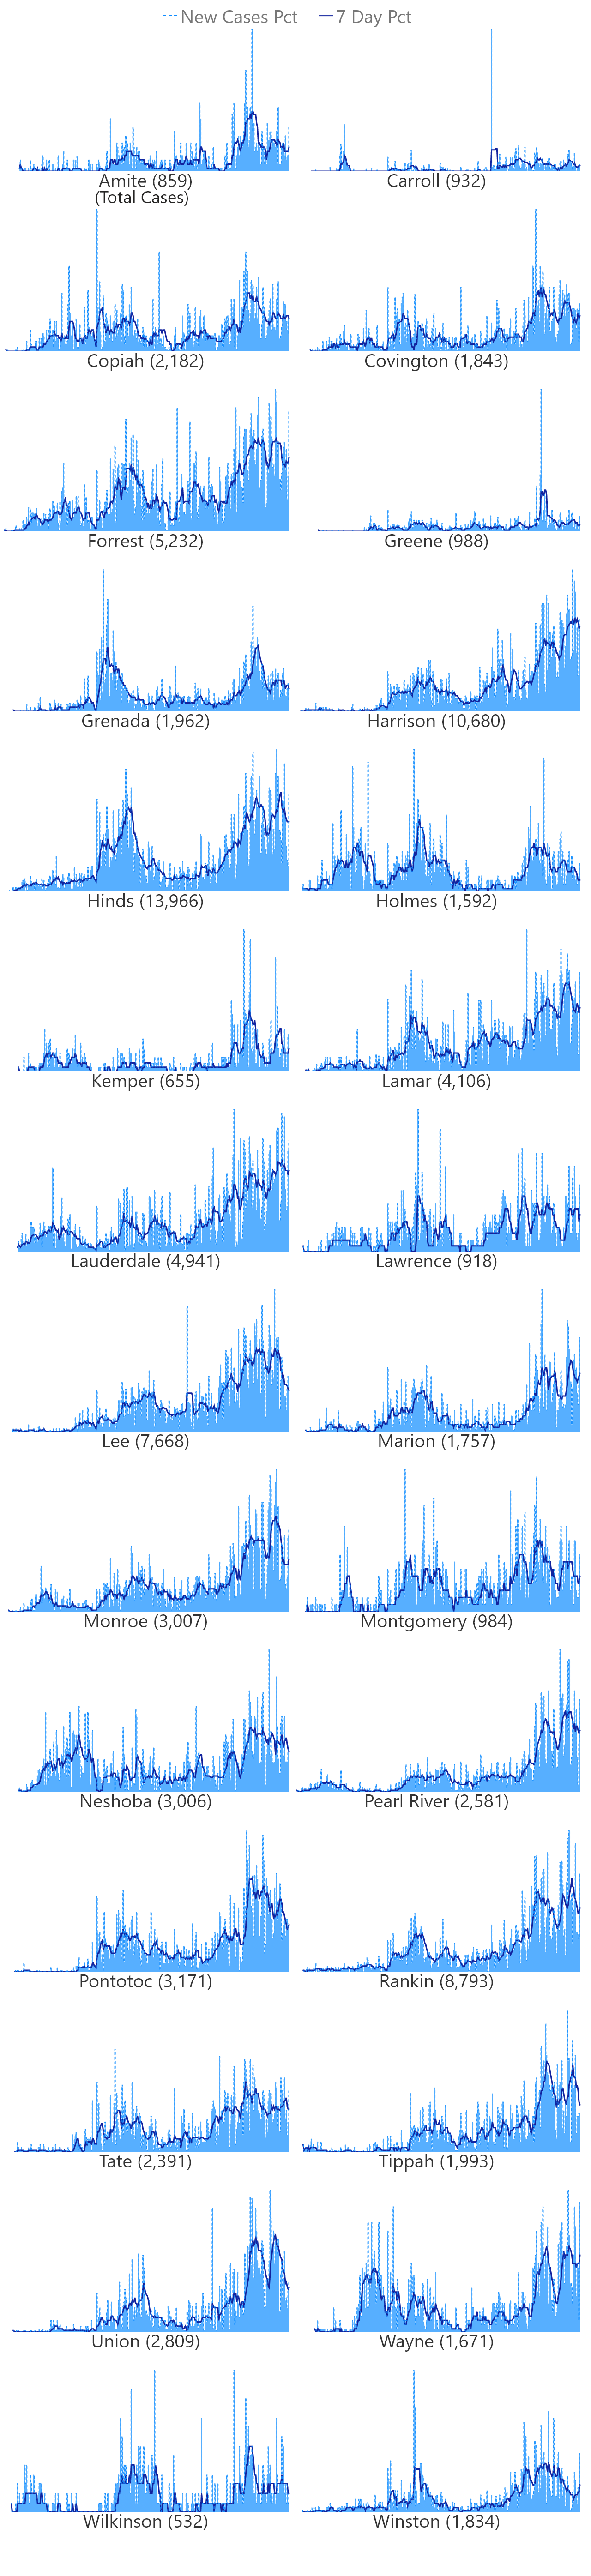 New Cases Pct 7 Day Pct
Amite (859) Carroll (932)
(Total Cases)
Copiah (2,182) Covington (1,843)
Forrest (5,232) Greene (988)
Grenada (1,962) Harrison (10,680)
Hinds (13,966) Holmes (1,592)
Kemper (655) Lamar (4,106)
Lauderdale (4,941) Lawrence (918)
Lee (7,668) Marion (1,757)
Monroe (3,007) Montgomery (984)
Neshoba (3,006) Pearl River (2,581)
Pontotoc (3,171) Rankin (8,793)
Tate (2,391) Tippah (1,993)
Union (2,809) Wayne (1,671)
Wilkinson (532) Winston (1,834)